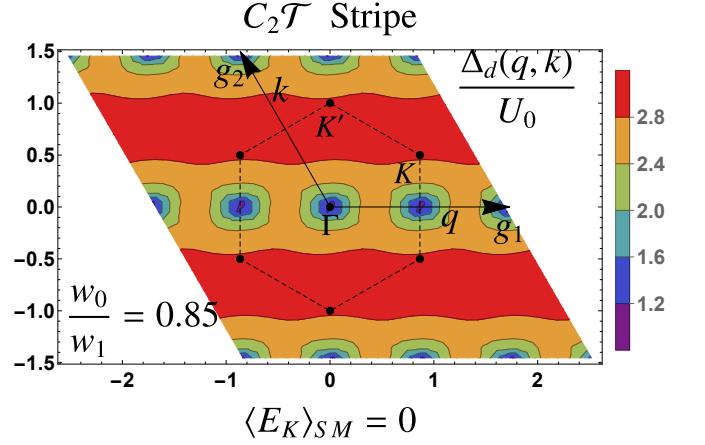 C₂𝒯 Stripe
Δ_d(q, k)
U₀
g₂
k
K′
K
Γ
q
g₁
w₀
w₁
= 0.85
1.5
1.0
0.5
0.0
−0.5
−1.0
−1.5
−2
−1
0
1
2
2.8
2.4
2.0
1.6
1.2
⟨E_K⟩_SM = 0